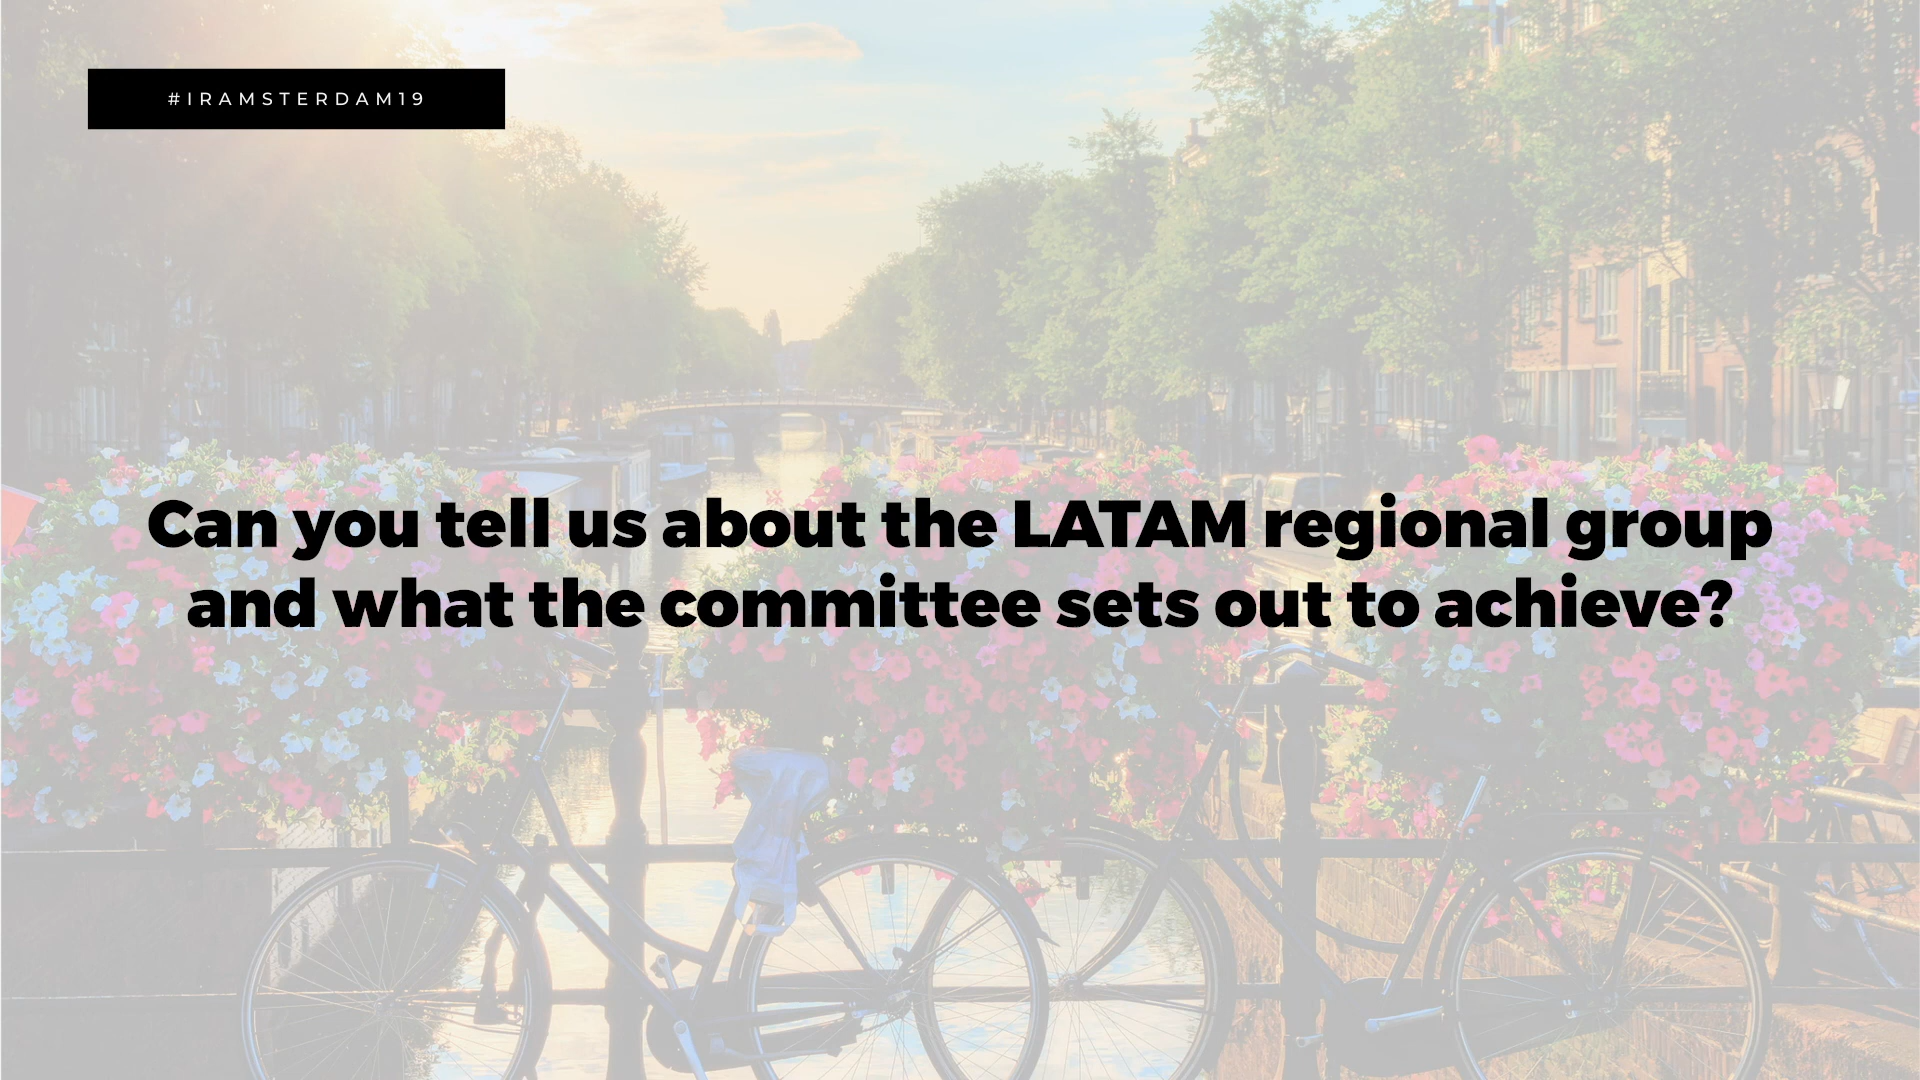 #IRAMSTERDAM19
Can you tell us about the LATAM regional group
and what the committee sets out to achieve?